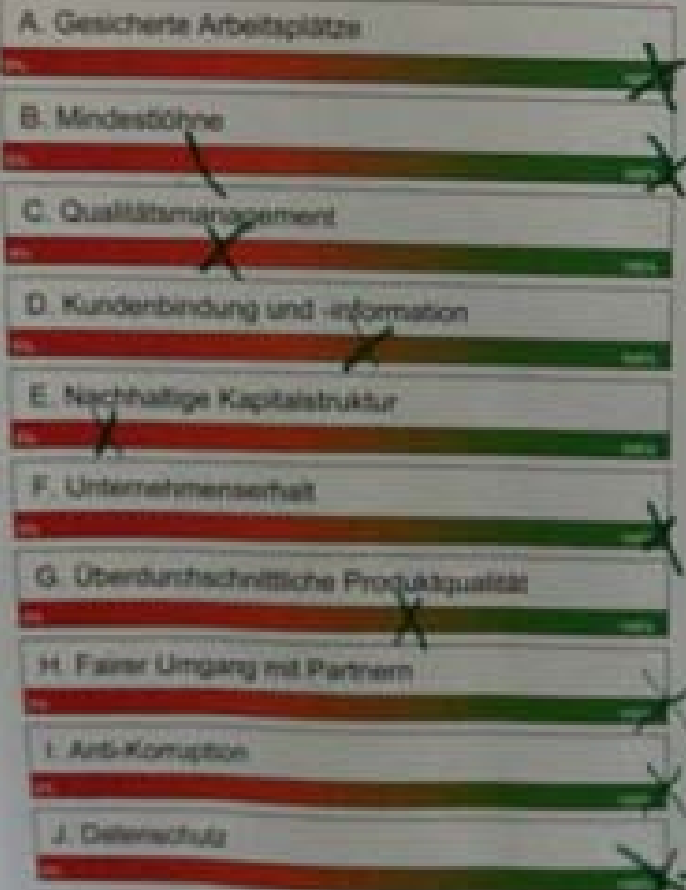 A. Gesicherte Arbeitsplätze
B. Mindestlöhne
C. Qualitätsmanagement
D. Kundenbindung und -information
E. Nachhaltige Kapitalstruktur
F. Unternehmenserhalt
G. Überdurchschnittliche Produktqualität
H. Fairer Umgang mit Partnern
I. Anti-Korruption
J. Datenschutz